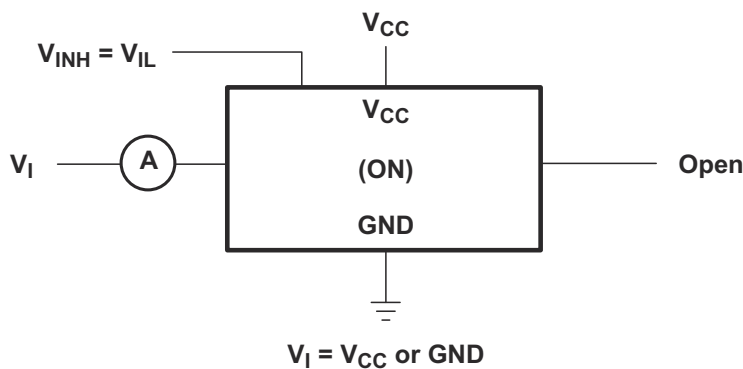 V_CC
V_INH = V_IL
V_CC
V_I
A
(ON)
Open
GND
V_I = V_CC or GND